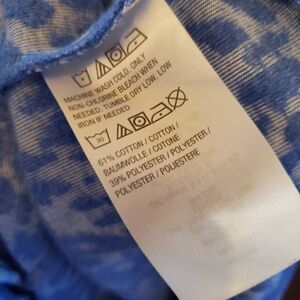 MACHINE WASH COLD. ONLY
NON-CHLORINE BLEACH WHEN
NEEDED. TUMBLE DRY LOW. LOW
IRON IF NEEDED
30
61% COTTON / COTTON /
BAUMWOLLE / COTONE
39% POLYESTER / POLYESTER /
POLYESTER / POLIESTERE